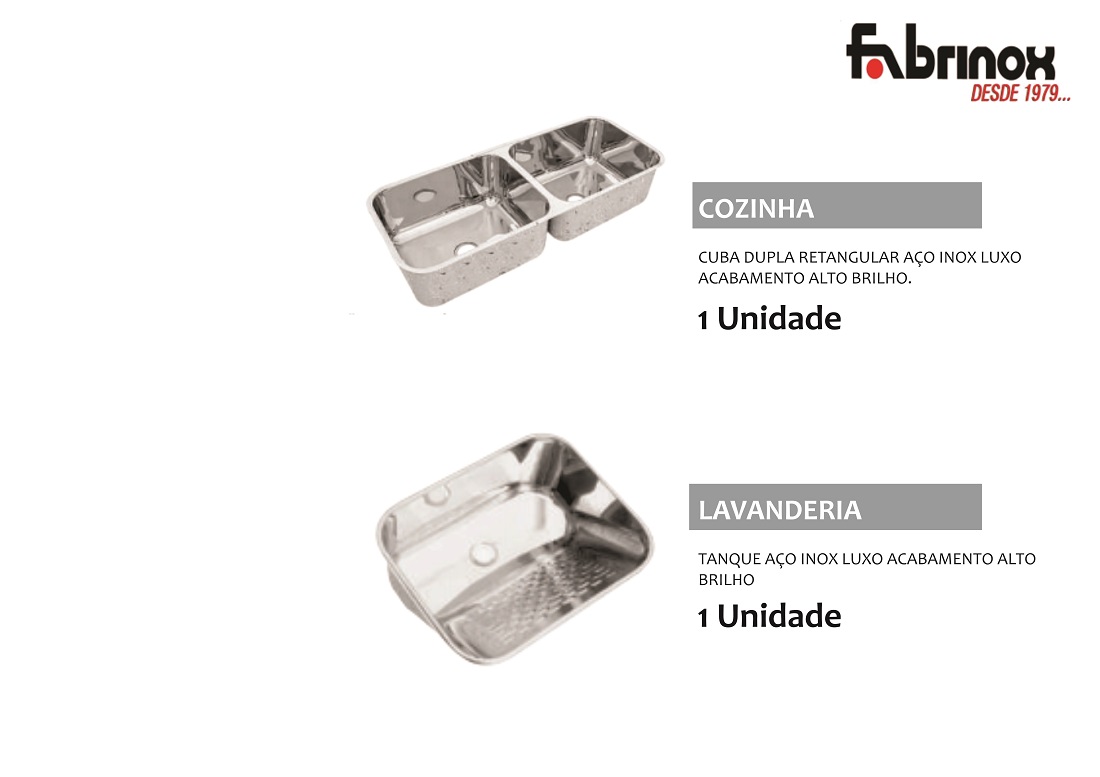 Fabrinox
DESDE 1979...
COZINHA
CUBA DUPLA RETANGULAR AÇO INOX LUXO
ACABAMENTO ALTO BRILHO.
1 Unidade
LAVANDERIA
TANQUE AÇO INOX LUXO ACABAMENTO ALTO
BRILHO
1 Unidade